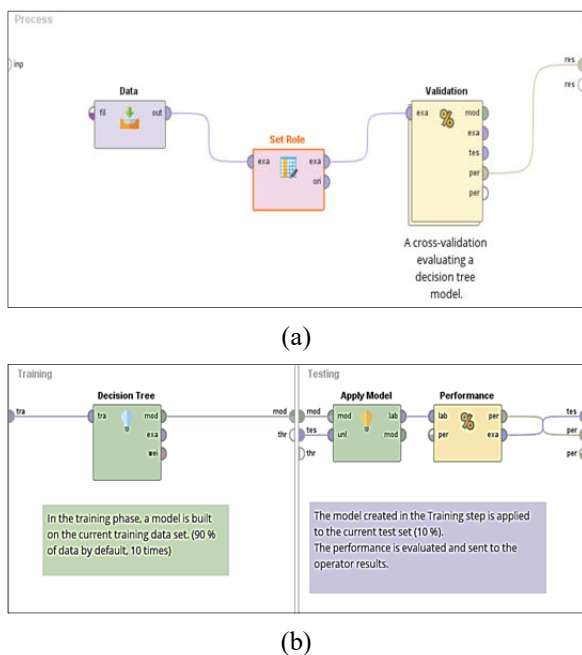 Process
inp
res
res
Data
fil
out
Set Role
exa
exa
ori
Validation
exa
mod
exa
tes
per
per
A cross-validation
evaluating a
decision tree
model.
(a)
Training
tra
Decision Tree
tra
mod
exa
wei
mod
thr
In the training phase, a model is built
on the current training data set. (90 %
of data by default, 10 times)
Testing
mod
tes
thr
Apply Model
mod
unl
lab
mod
Performance
lab
per
per
exa
tes
per
per
The model created in the Training step is applied
to the current test set (10 %).
The performance is evaluated and sent to the
operator results.
(b)